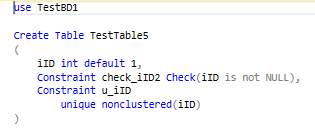 use TestBD1
Create Table TestTable5
(
iID int default 1,
Constraint check_iID2 Check(iID is not NULL),
Constraint u_iID
unique nonclustered(iID)
)